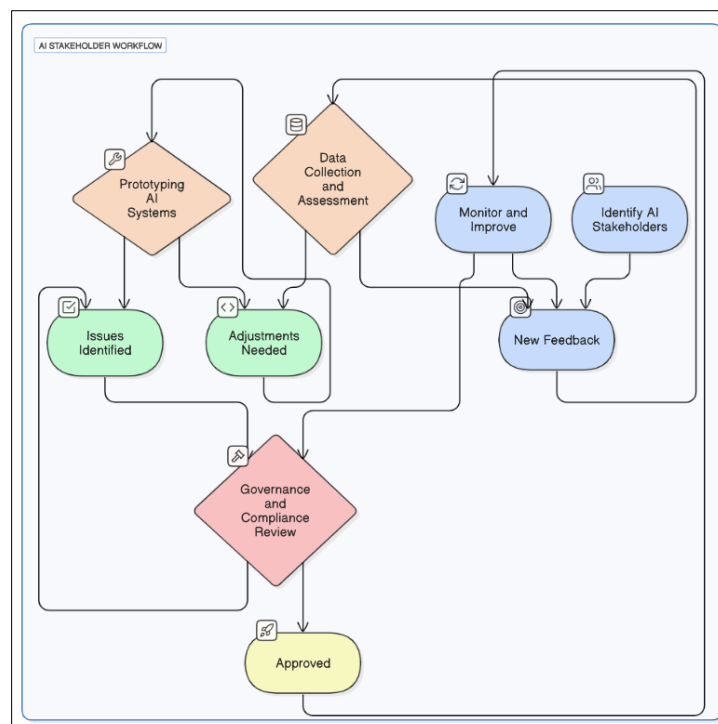 AI STAKEHOLDER WORKFLOW
Prototyping
AI
Systems
Data
Collection
and
Assessment
Monitor and
Improve
Identify AI
Stakeholders
Issues
Identified
Adjustments
Needed
New Feedback
Governance
and
Compliance
Review
Approved